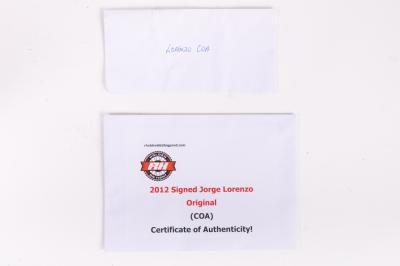 LORENZO COA
2012 Signed Jorge Lorenzo
Original
(COA)
Certificate of Authenticity!